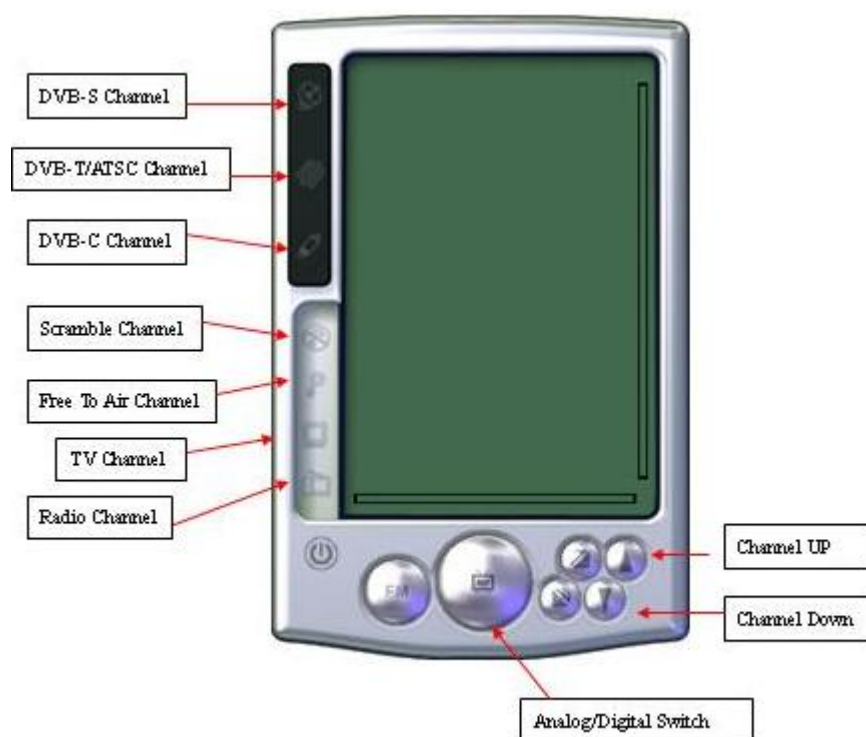 DVB-S Channel
DVB-T/ATSC Channel
DVB-C Channel
Scramble Channel
Free To Air Channel
TV Channel
Radio Channel
FM
Channel UP
Channel Down
Analog/Digital Switch